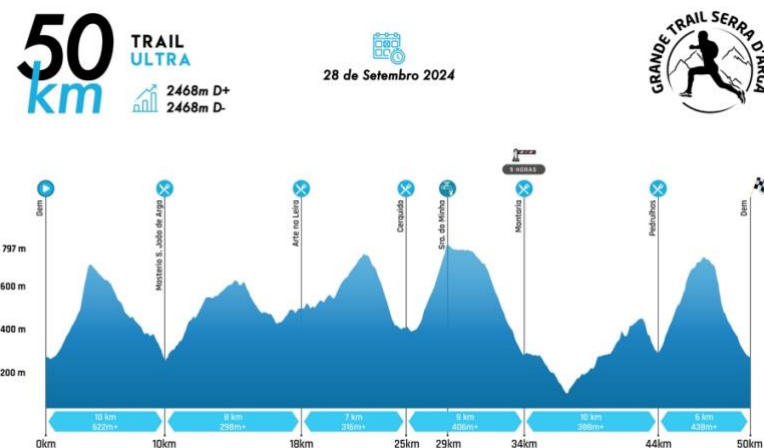 50
km
TRAIL
ULTRA
2468m D+
2468m D-
28 de Setembro 2024
GRANDE TRAIL SERRA D'ARGA
5 HORAS
Dem
Mosterio S. João de Arga
Arte na Leira
Cerquido
Sra. do Minho
Montaria
Pedrulhos
Dem
797 m
600 m
400 m
200 m
10 km
622m+
8 km
298m+
7 km
316m+
9 km
406m+
10 km
388m+
6 km
438m+
0km
10km
18km
25km
29km
34km
44km
50km